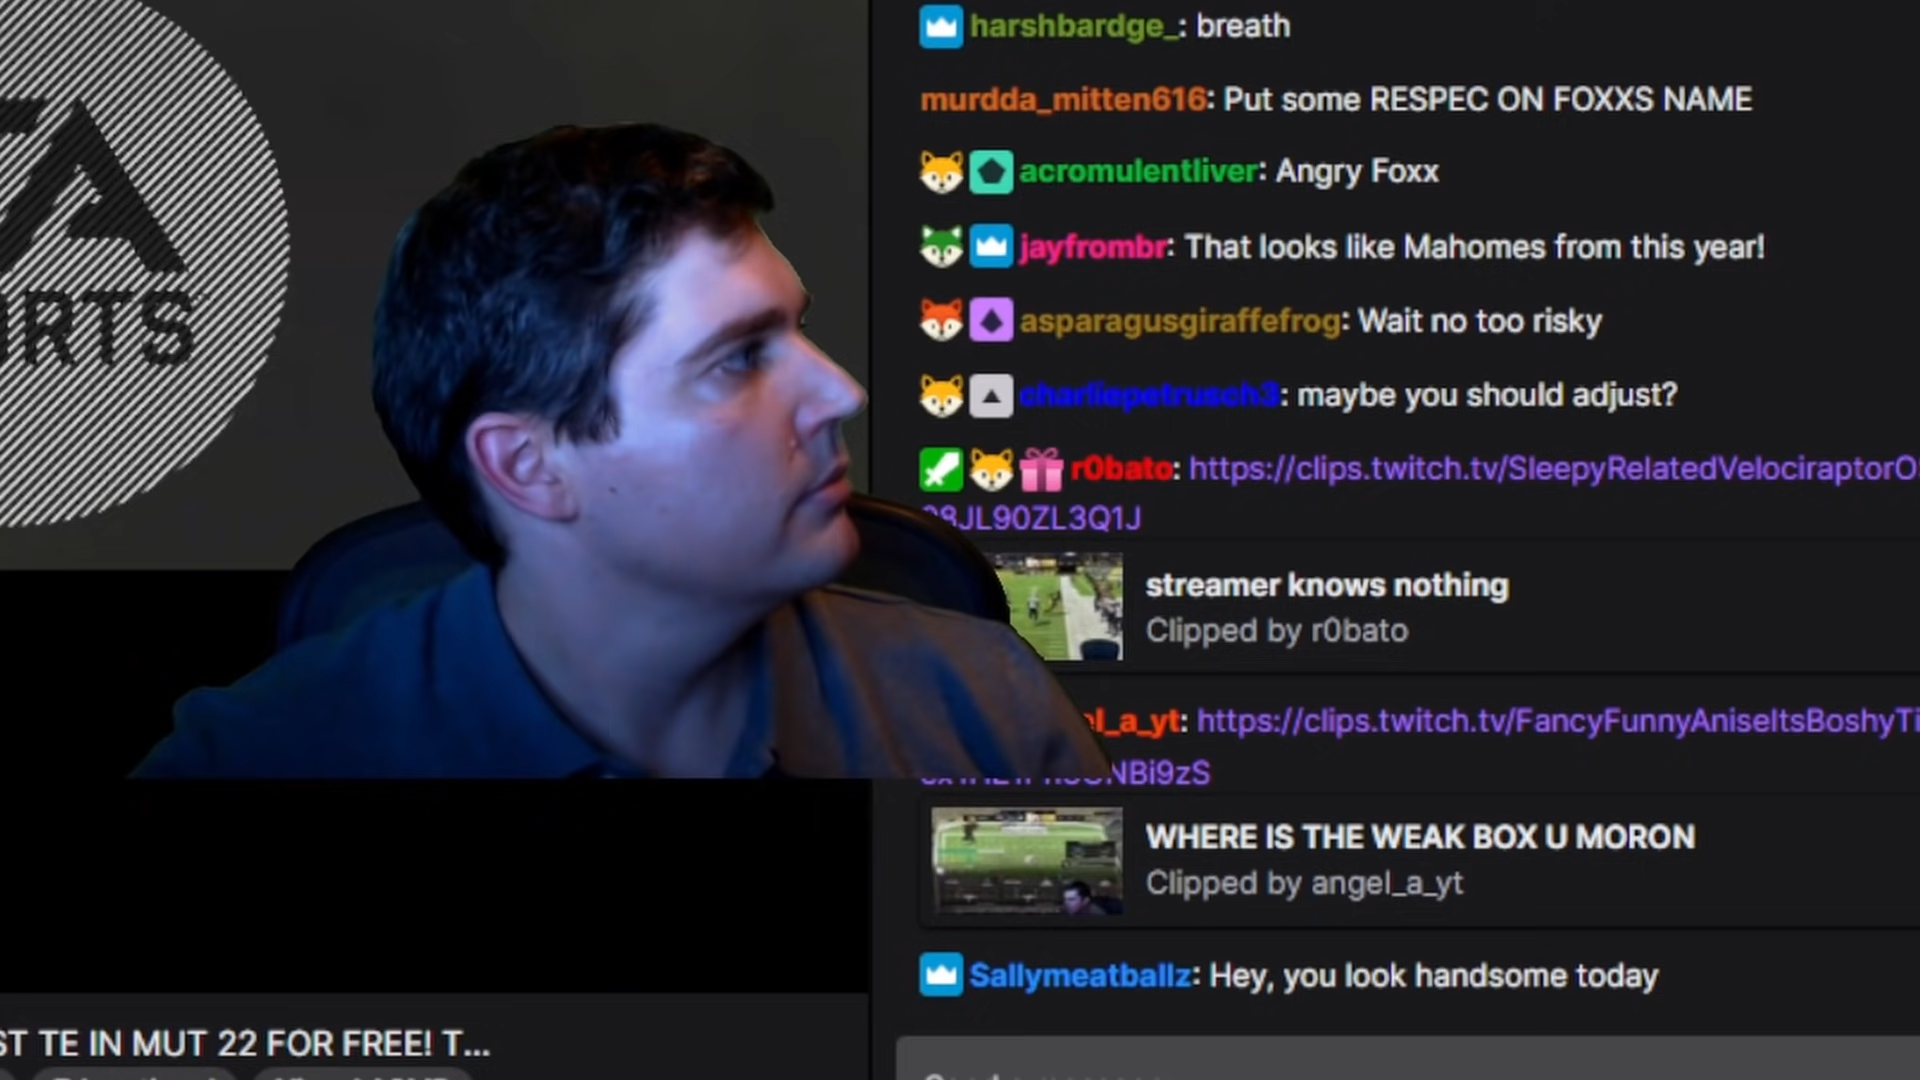 harshbardge_: breath
murdda_mitten616: Put some RESPEC ON FOXXS NAME
acromulentliver: Angry Foxx
jayfrombr: That looks like Mahomes from this year!
asparagusgiraffefrog: Wait no too risky
charliepetrusch3: maybe you should adjust?
r0bato: https://clips.twitch.tv/SleepyRelatedVelociraptorO
8JL90ZL3Q1J
streamer knows nothing
Clipped by r0bato
el_a_yt: https://clips.twitch.tv/FancyFunnyAniseItsBoshyTi
NBi9zS
WHERE IS THE WEAK BOX U MORON
Clipped by angel_a_yt
Sallymeatballz: Hey, you look handsome today
EA
ORTS
ST TE IN MUT 22 FOR FREE! T...